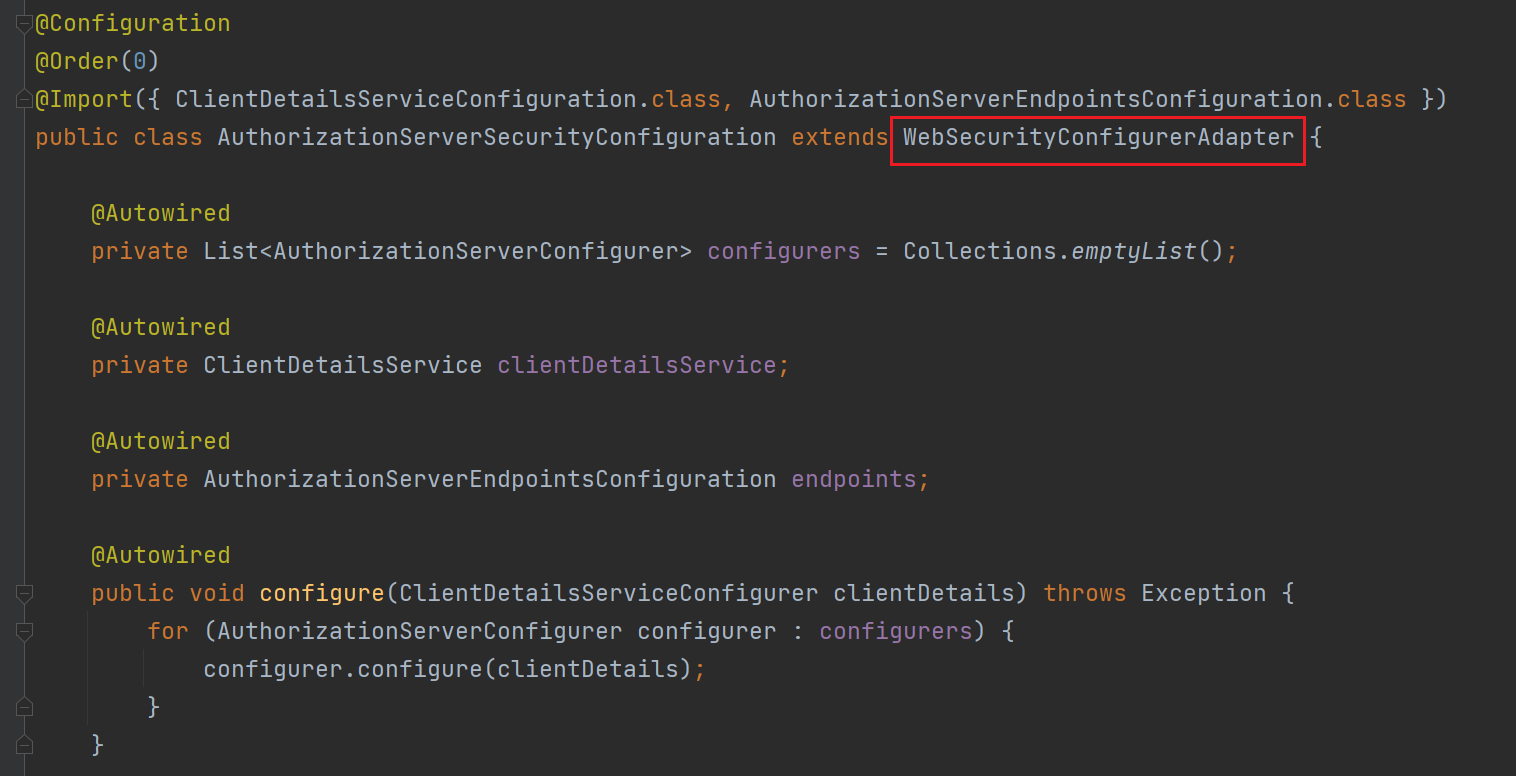 @Configuration
@Order(0)
@Import({ ClientDetailsServiceConfiguration.class, AuthorizationServerEndpointsConfiguration.class })
public class AuthorizationServerSecurityConfiguration extends WebSecurityConfigurerAdapter {
@Autowired
private List<AuthorizationServerConfigurer> configurers = Collections.emptyList();
@Autowired
private ClientDetailsService clientDetailsService;
@Autowired
private AuthorizationServerEndpointsConfiguration endpoints;
@Autowired
public void configure(ClientDetailsServiceConfigurer clientDetails) throws Exception {
for (AuthorizationServerConfigurer configurer : configurers) {
configurer.configure(clientDetails);
}
}